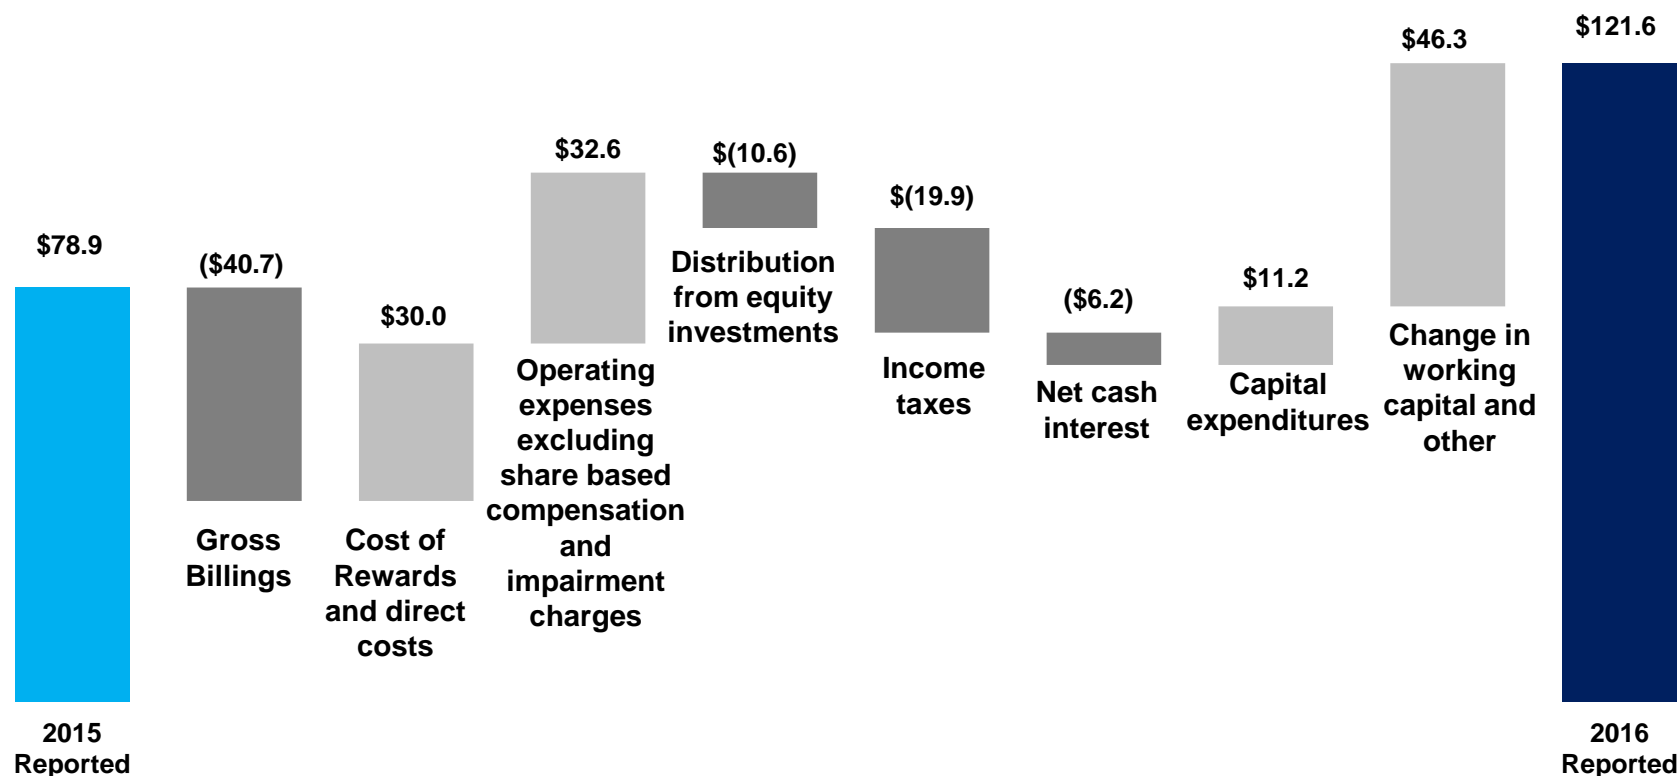 $78.9
2015
Reported
($40.7)
Gross
Billings
$30.0
Cost of
Rewards
and direct
costs
$32.6
Operating
expenses
excluding
share based
compensation
and
impairment
charges
$(10.6)
Distribution
from equity
investments
$(19.9)
Income
taxes
($6.2)
Net cash
interest
$11.2
Capital
expenditures
$46.3
Change in
working
capital and
other
$121.6
2016
Reported